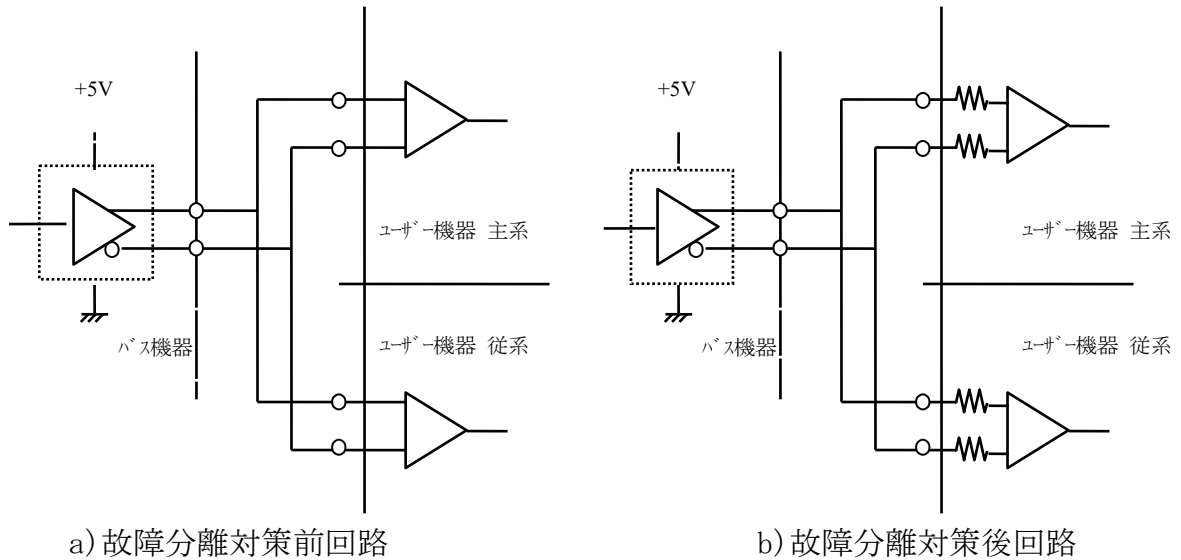 +5V
ユーザー機器 主系
バス機器
ユーザー機器 従系
a)故障分離対策前回路
+5V
ユーザー機器 主系
バス機器
ユーザー機器 従系
b)故障分離対策後回路